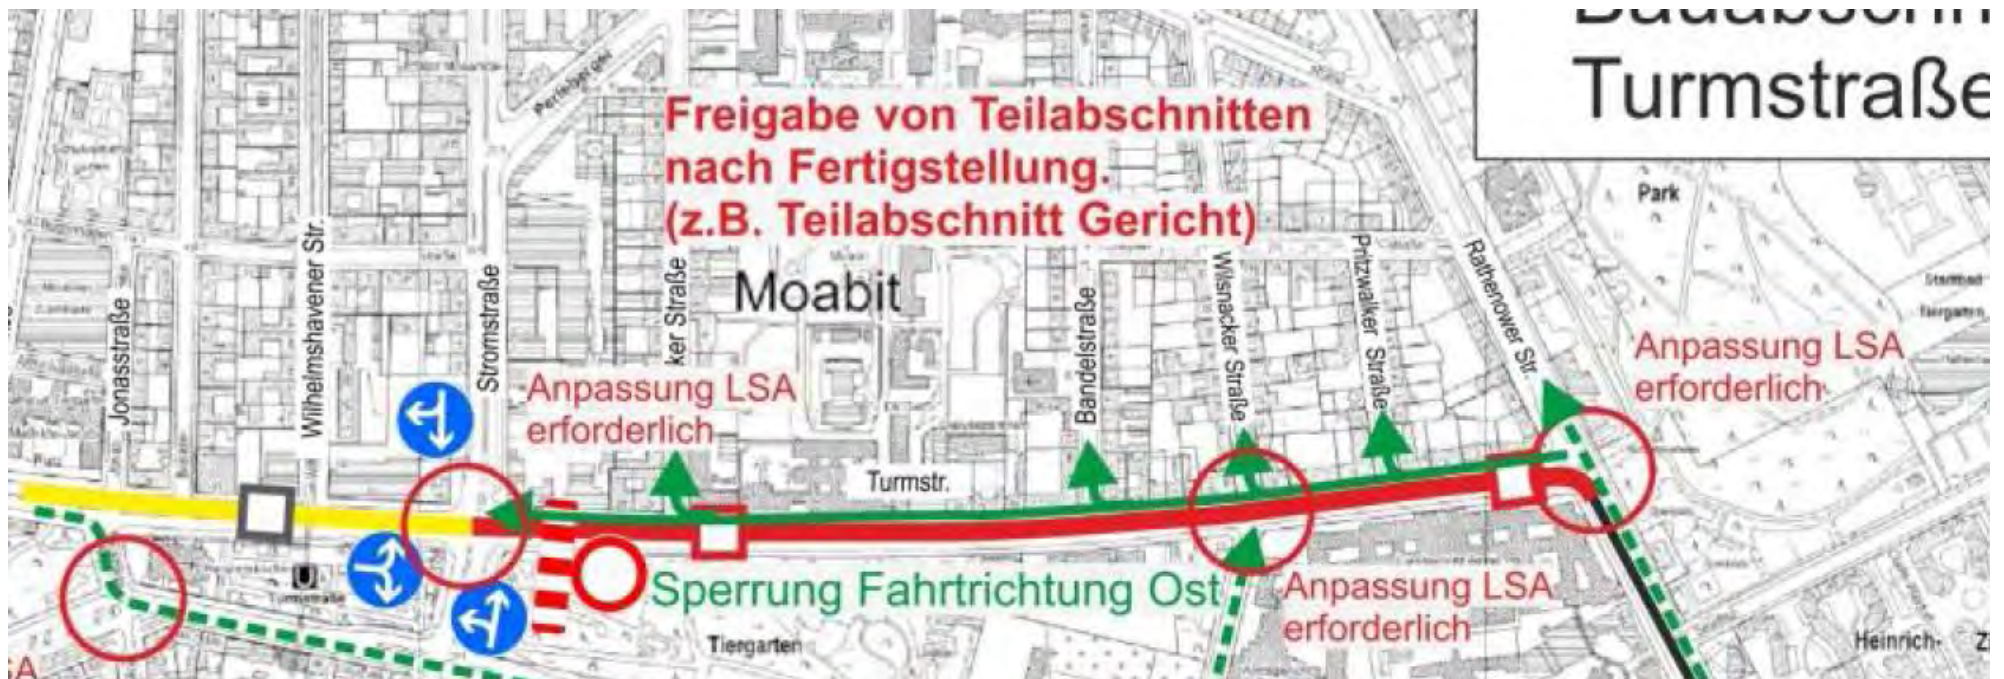 Turmstraße
Freigabe von Teilabschnitten
nach Fertigstellung.
(z.B. Teilabschnitt Gericht)
Park
Moabit
Jonasstraße
Wilhelmshavener Str.
Stromstraße
ker Straße
Bandelstraße
Wilsnacker Straße
Pritzwalker Straße
Rathenower Str.
Anpassung LSA
erforderlich
Anpassung LSA
erforderlich
Turmstr.
Sperrung Fahrtrichtung Ost
Anpassung LSA
erforderlich
Tiergarten
Heinrich-
SA